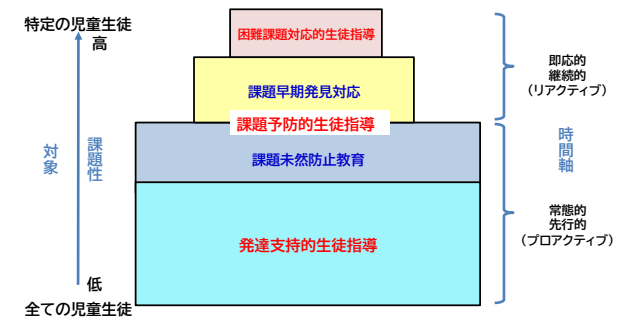 特定の児童生徒
高
対象
課題性
低
全ての児童生徒
困難課題対応的生徒指導
課題早期発見対応
課題予防的生徒指導
課題未然防止教育
発達支持的生徒指導
即応的
継続的
（リアクティブ）
時間軸
常態的
先行的
（プロアクティブ）